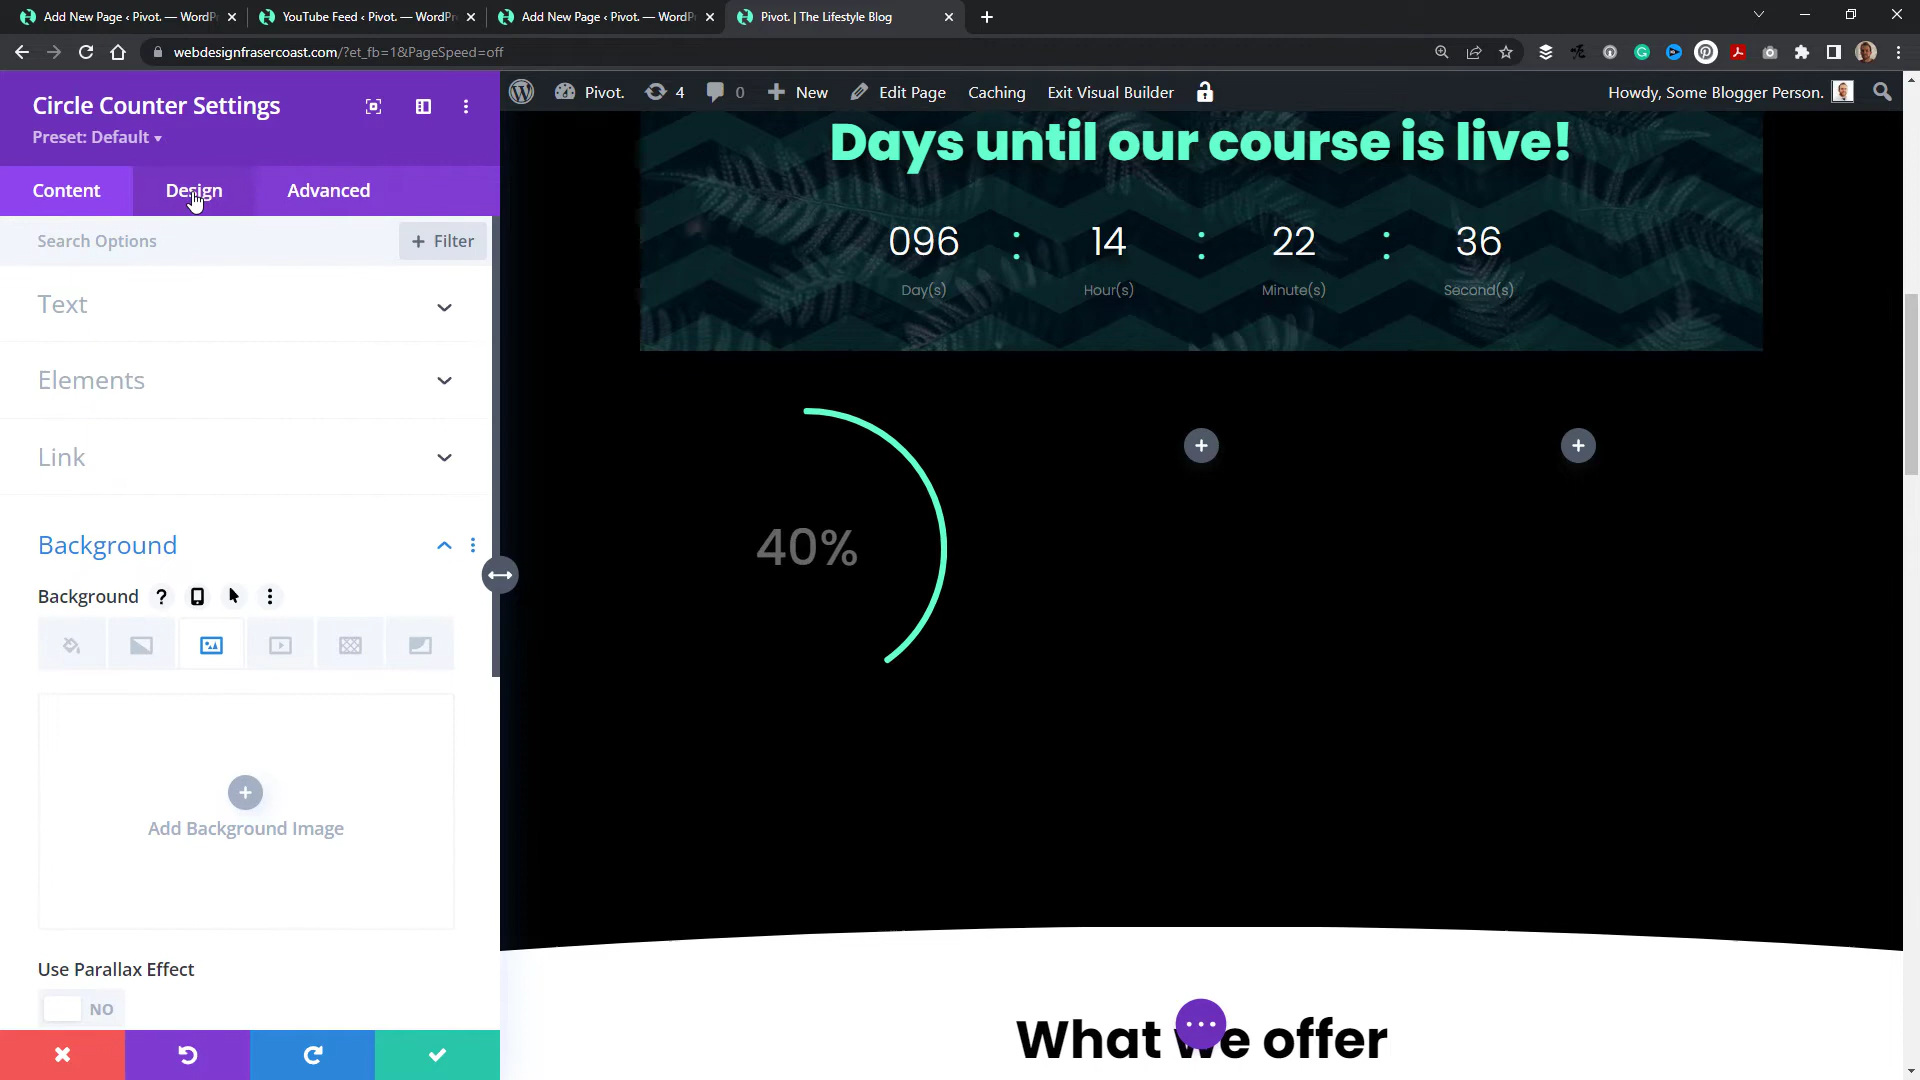 Add New Page ‹ Pivot. — WordPr
YouTube Feed ‹ Pivot. — WordPre
Add New Page ‹ Pivot. — WordPr
Pivot. | The Lifestyle Blog
webdesignfrasercoast.com/?et_fb=1&PageSpeed=off
Circle Counter Settings
Preset: Default
Content
Design
Advanced
Search Options
+ Filter
Text
Elements
Link
Background
Background
?
Add Background Image
Use Parallax Effect
NO
Pivot.
4
0
New
Edit Page
Caching
Exit Visual Builder
Howdy, Some Blogger Person.
Days until our course is live!
096 : 14 : 22 : 36
Day(s) Hour(s) Minute(s) Second(s)
40%
What we offer